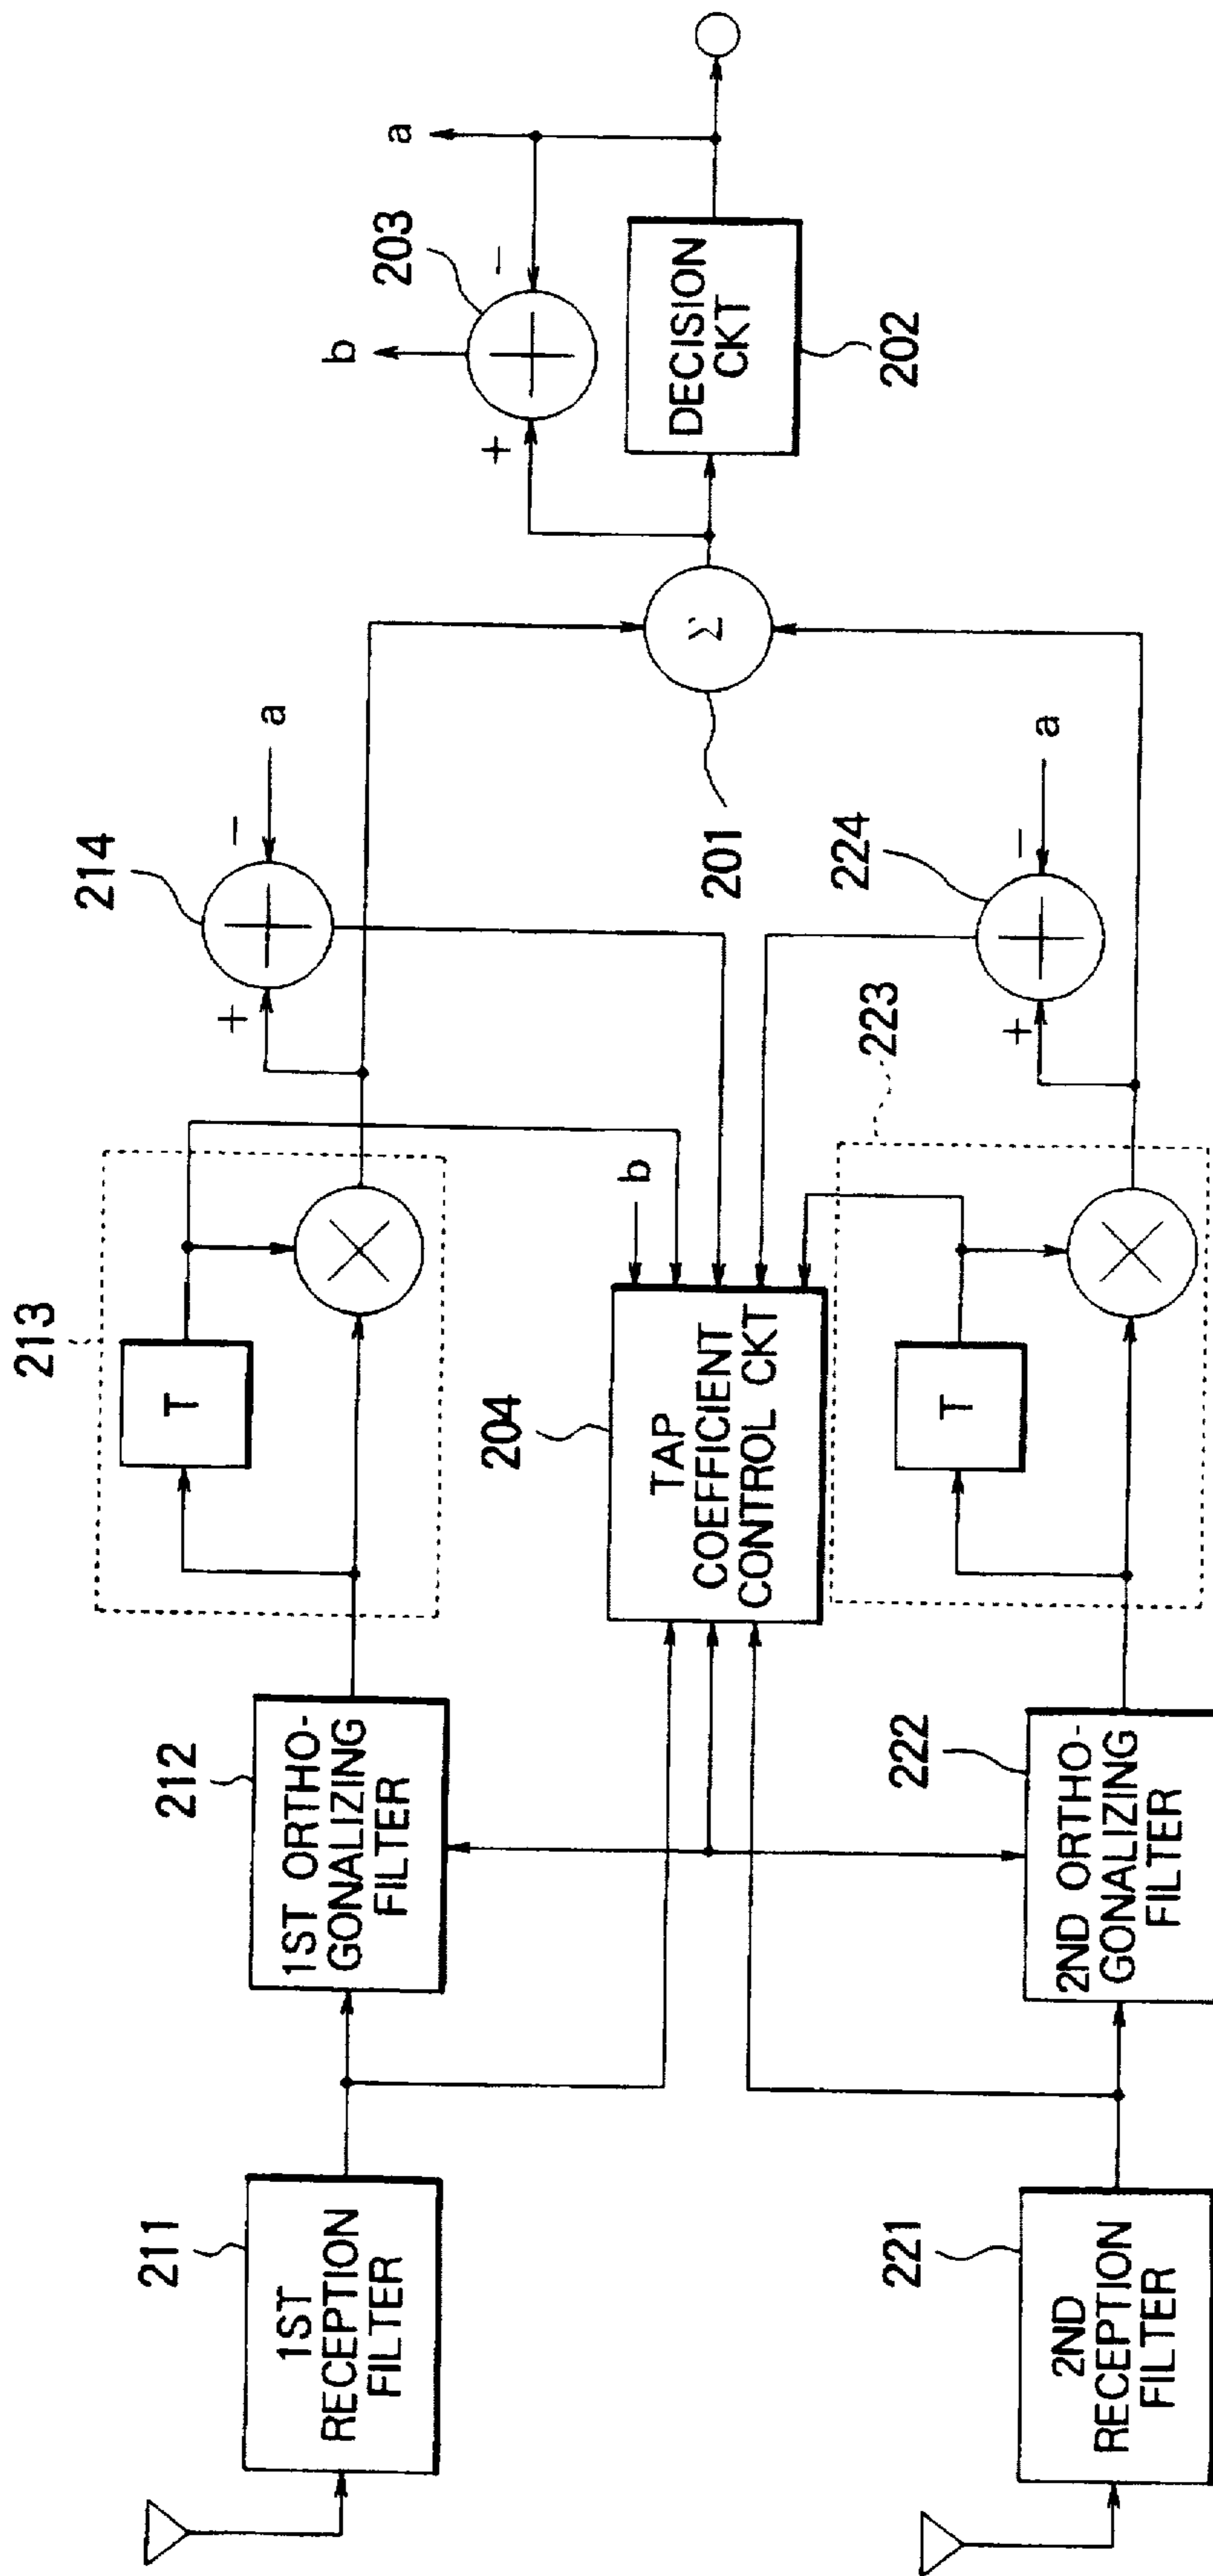 211
1ST
RECEPTION
FILTER
212
1ST ORTHO-
GONALIZING
FILTER
213
T
+
214
-
a
204
TAP
COEFFICIENT
CONTROL CKT
b
201
Σ
b
203
a
+
-
DECISION
CKT
202
221
2ND
RECEPTION
FILTER
222
2ND ORTHO-
GONALIZING
FILTER
223
T
+
224
-
a